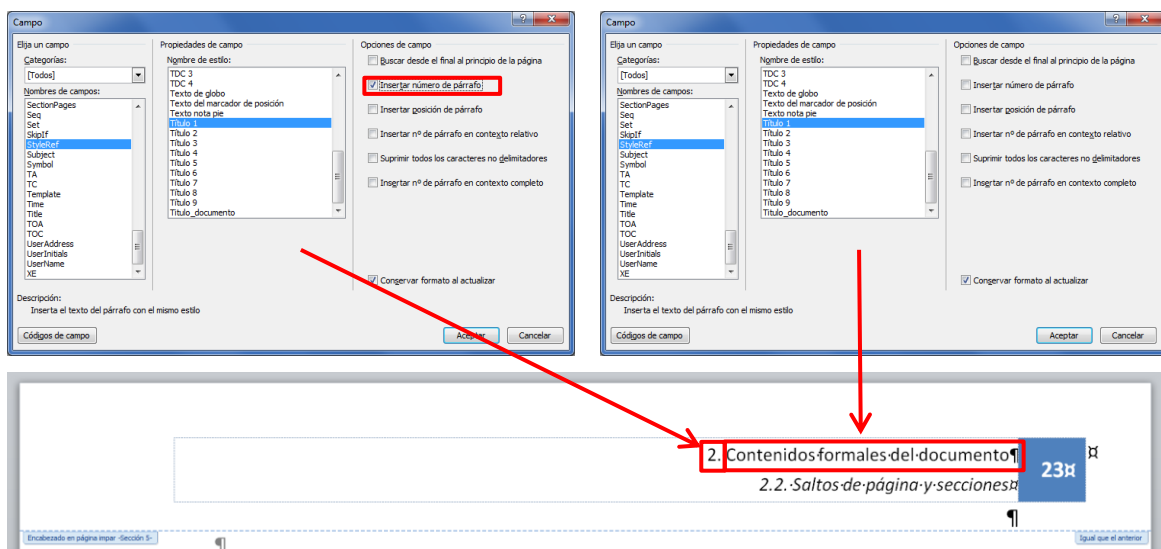 Campo
Elija un campo
Categorías:
[Todos]
Nombres de campos:
SectionPages
Seq
Set
SkipIf
StyleRef
Subject
Symbol
TA
TC
Template
Time
Title
TOA
TOC
UserAddress
UserInitials
UserName
XE
Propiedades de campo
Nombre de estilo:
TDC 3
TDC 4
Texto de globo
Texto del marcador de posición
Texto nota pie
Título 1
Título 2
Título 3
Título 4
Título 5
Título 6
Título 7
Título 8
Título 9
Titulo_documento
Opciones de campo
Buscar desde el final al principio de la página
Insertar número de párrafo
Insertar posición de párrafo
Insertar nº de párrafo en contexto relativo
Suprimir todos los caracteres no delimitadores
Insertar nº de párrafo en contexto completo
Conservar formato al actualizar
Descripción:
Inserta el texto del párrafo con el mismo estilo
Códigos de campo
Aceptar
Cancelar
Campo
Elija un campo
Categorías:
[Todos]
Nombres de campos:
SectionPages
Seq
Set
SkipIf
StyleRef
Subject
Symbol
TA
TC
Template
Time
Title
TOA
TOC
UserAddress
UserInitials
UserName
XE
Propiedades de campo
Nombre de estilo:
TDC 3
TDC 4
Texto de globo
Texto del marcador de posición
Texto nota pie
Título 1
Título 2
Título 3
Título 4
Título 5
Título 6
Título 7
Título 8
Título 9
Titulo_documento
Opciones de campo
Buscar desde el final al principio de la página
Insertar número de párrafo
Insertar posición de párrafo
Insertar nº de párrafo en contexto relativo
Suprimir todos los caracteres no delimitadores
Insertar nº de párrafo en contexto completo
Conservar formato al actualizar
Descripción:
Inserta el texto del párrafo con el mismo estilo
Códigos de campo
Aceptar
Cancelar
2. Contenidos·formales·del·documento¶
2.2.·Saltos·de·página·y·secciones¤
23¤
¤
¶
Encabezado en página impar -Sección 5-
Igual que el anterior
¶